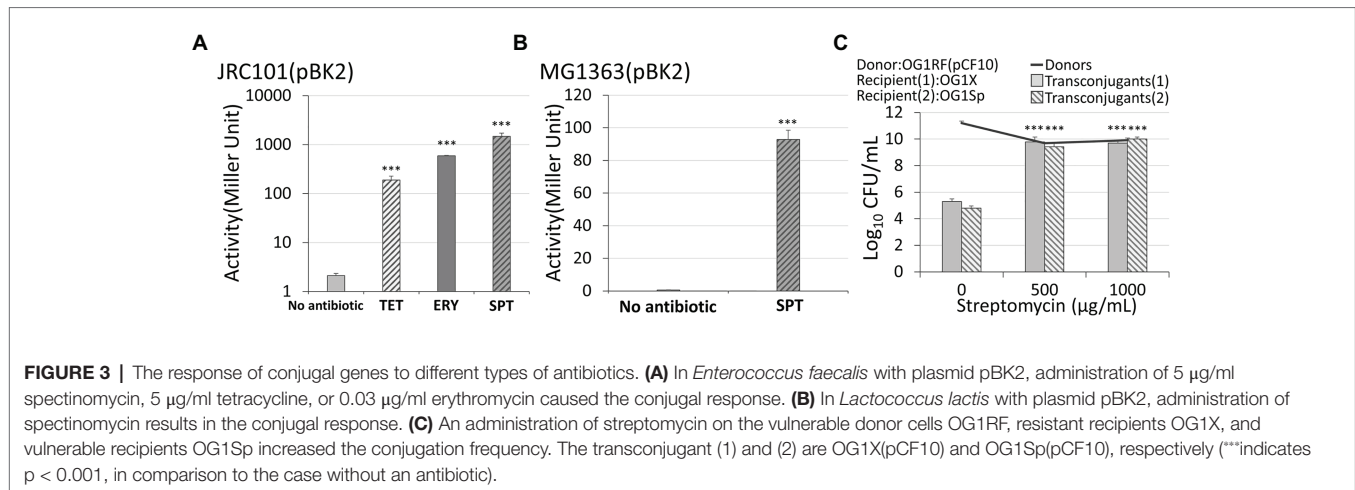 A
JRC101(pBK2)
Activity(Miller Unit)
10000
1000
100
10
1
***
***
***
No antibiotic TET ERY SPT
B
MG1363(pBK2)
Activity(Miller Unit)
120
100
80
60
40
20
0
***
No antibiotic SPT
C
Donor:OG1RF(pCF10)
Recipient(1):OG1X
Recipient(2):OG1Sp
Donors
Transconjugants(1)
Transconjugants(2)
Log10 CFU/mL
12
10
8
6
4
2
0
****** ******
0 500 1000
Streptomycin (μg/mL)
FIGURE 3 | The response of conjugal genes to different types of antibiotics. (A) In Enterococcus faecalis with plasmid pBK2, administration of 5 μg/ml
spectinomycin, 5 μg/ml tetracycline, or 0.03 μg/ml erythromycin caused the conjugal response. (B) In Lactococcus lactis with plasmid pBK2, administration of
spectinomycin results in the conjugal response. (C) An administration of streptomycin on the vulnerable donor cells OG1RF, resistant recipients OG1X, and
vulnerable recipients OG1Sp increased the conjugation frequency. The transconjugant (1) and (2) are OG1X(pCF10) and OG1Sp(pCF10), respectively (***indicates
p < 0.001, in comparison to the case without an antibiotic).